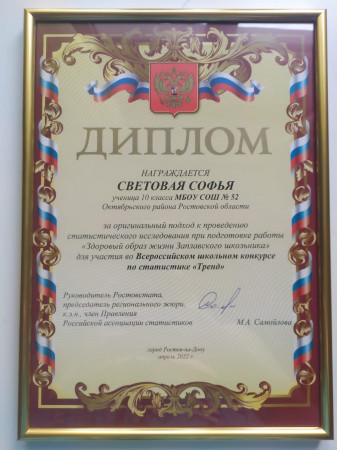 ДИПЛОМ
НАГРАЖДАЕТСЯ
СВЕТОВАЯ СОФЬЯ
ученица 10 класса МБОУ СОШ № 52
Октябрьского района Ростовской области
за оригинальный подход к проведению
статистического исследования при подготовке работы
«Здоровый образ жизни Заплавского школьника»
для участия во Всероссийском школьном конкурсе
по статистике «Тренд»
Руководитель Ростовстата,
председатель регионального жюри,
к.э.н., член Правления
Российской ассоциации статистиков М.А. Самойлова
город Ростов-на-Дону
апрель, 2022 г.